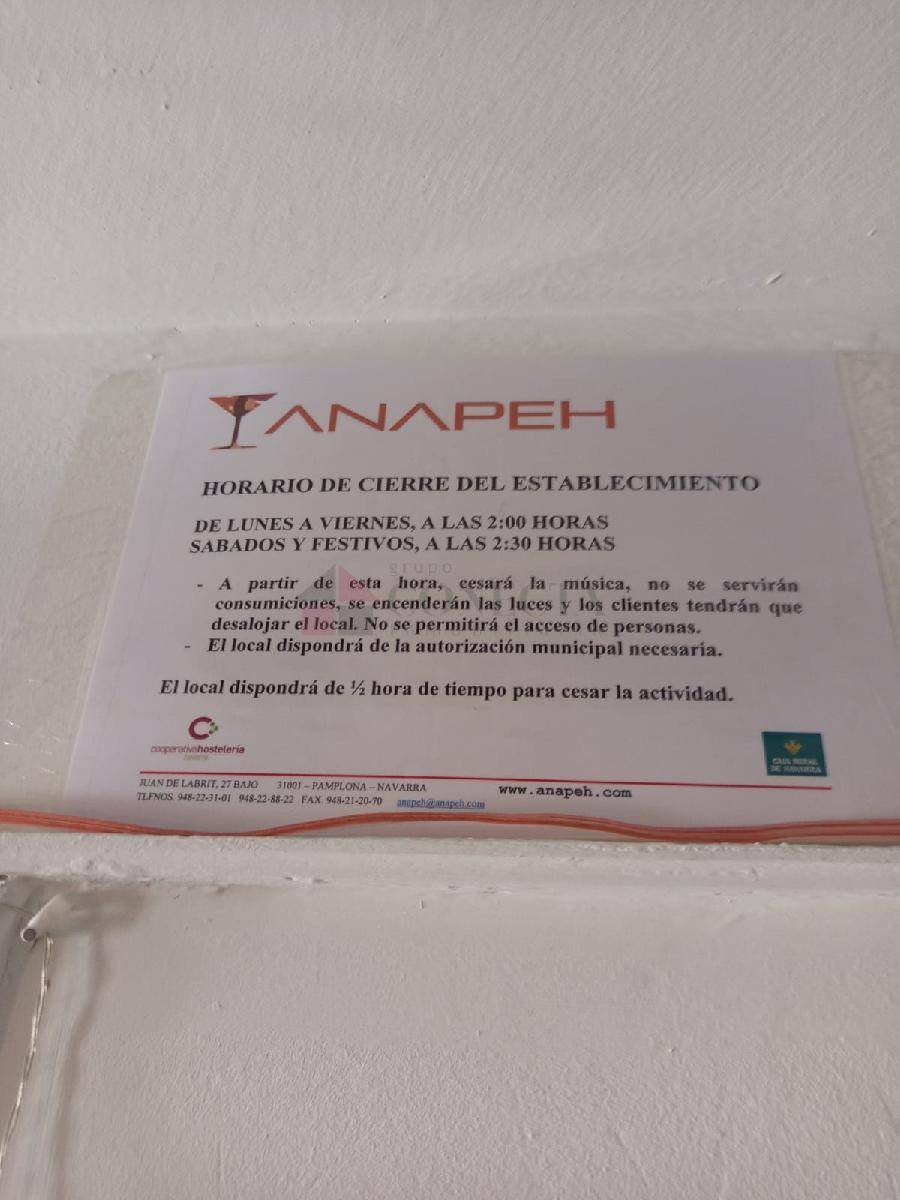 ANAPEH
HORARIO DE CIERRE DEL ESTABLECIMIENTO
DE LUNES A VIERNES, A LAS 2:00 HORAS
SABADOS Y FESTIVOS, A LAS 2:30 HORAS
- A partir de esta hora, cesará la música, no se servirán
consumiciones, se encenderán las luces y los clientes tendrán que
desalojar el local. No se permitirá el acceso de personas.
- El local dispondrá de la autorización municipal necesaria.
El local dispondrá de ½ hora de tiempo para cesar la actividad.
cooperativahostelería
CAJA RURAL
DE NAVARRA
JUAN DE LABRIT, 27 BAJO 31001 – PAMPLONA – NAVARRA
TLFNOS. 948-22-31-01 948-22-88-22 FAX. 948-21-20-70 anapeh@anapeh.com
www.anapeh.com
grupo